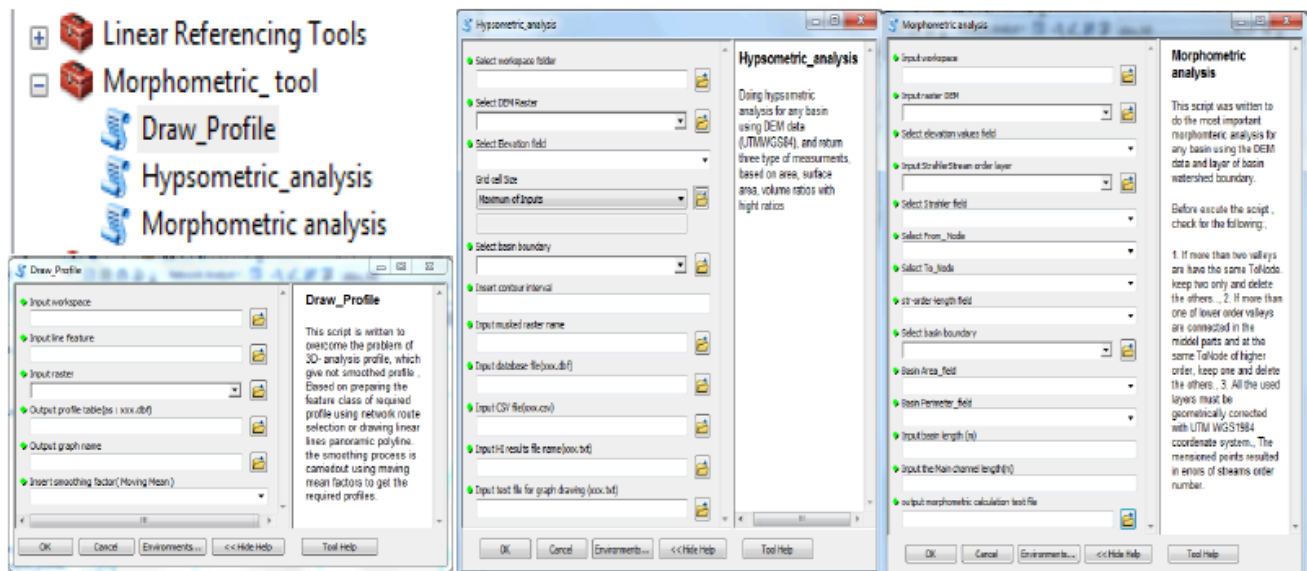 Linear Referencing Tools
Morphometric_ tool
Draw_Profile
Hypsometric_analysis
Morphometric analysis
Draw_Profile
Input workspace
Input line feature
Input raster
Output profile table(as : xxx.dbf)
Output graph name
Insert smoothing factor( Moving Mean )
OK
Cancel
Environments...
<< Hide Help
Tool Help
Draw_Profile
This script is written to
overcome the problem of
3D- analysis profile, which
give not smoothed profile .
Based on preparing the
feature class of required
profile using network route
selection or drawing linear
lines panoramic polyline.
the smoothing process is
carriedout using moving
mean factors to get the
required profiles.
Hypsometric_analysis
Select workspace folder
Select DEM Raster
Select Elevation field
Grid cell Size
Maximum of Inputs
Select basin boundary
Insert contour interval
Input musked raster name
Input database file(xxx.dbf)
Input CSV file(xxx.csv)
Input HI results file name(xxx.txt)
Input text file for graph drawing (xxx.txt)
OK
Cancel
Environments...
<< Hide Help
Tool Help
Hypsometric_analysis
Doing hypsometric
analysis for any basin
using DEM data
(UTMWGS84), and return
three type of measurments,
based on area, surface
area, volume ratios with
hight ratios
Morphometric analysis
Input workspace
Input raster DEM
Select elevation values field
Input Strahler Stream order layer
Select Strahler field
Select From_Node
Select To_Node
str-order-length field
Select basin boundary
Basin Area_field
Basin Perimeter_field
Input basin length (m)
Input the Main channel length(m)
output morphometric calculation text file
OK
Cancel
Environments...
<< Hide Help
Tool Help
Morphometric
analysis
This script was written to
do the most important
morphomteric analysis for
any basin using the DEM
data and layer of basin
watershed boundary.
Before excute the script ,
check for the following:,
1. If more than two valleys
are have the same ToNode.
keep two only and delete
the others.., 2. If more than
one of lower order valleys
are connected in the
middel parts and at the
same ToNode of higher
order, keep one and delete
the others., 3. All the used
layers must be
geometrically corrected
with UTM WGS1984
coordenate system., The
mensioned points resulted
in errors of streams order
number.